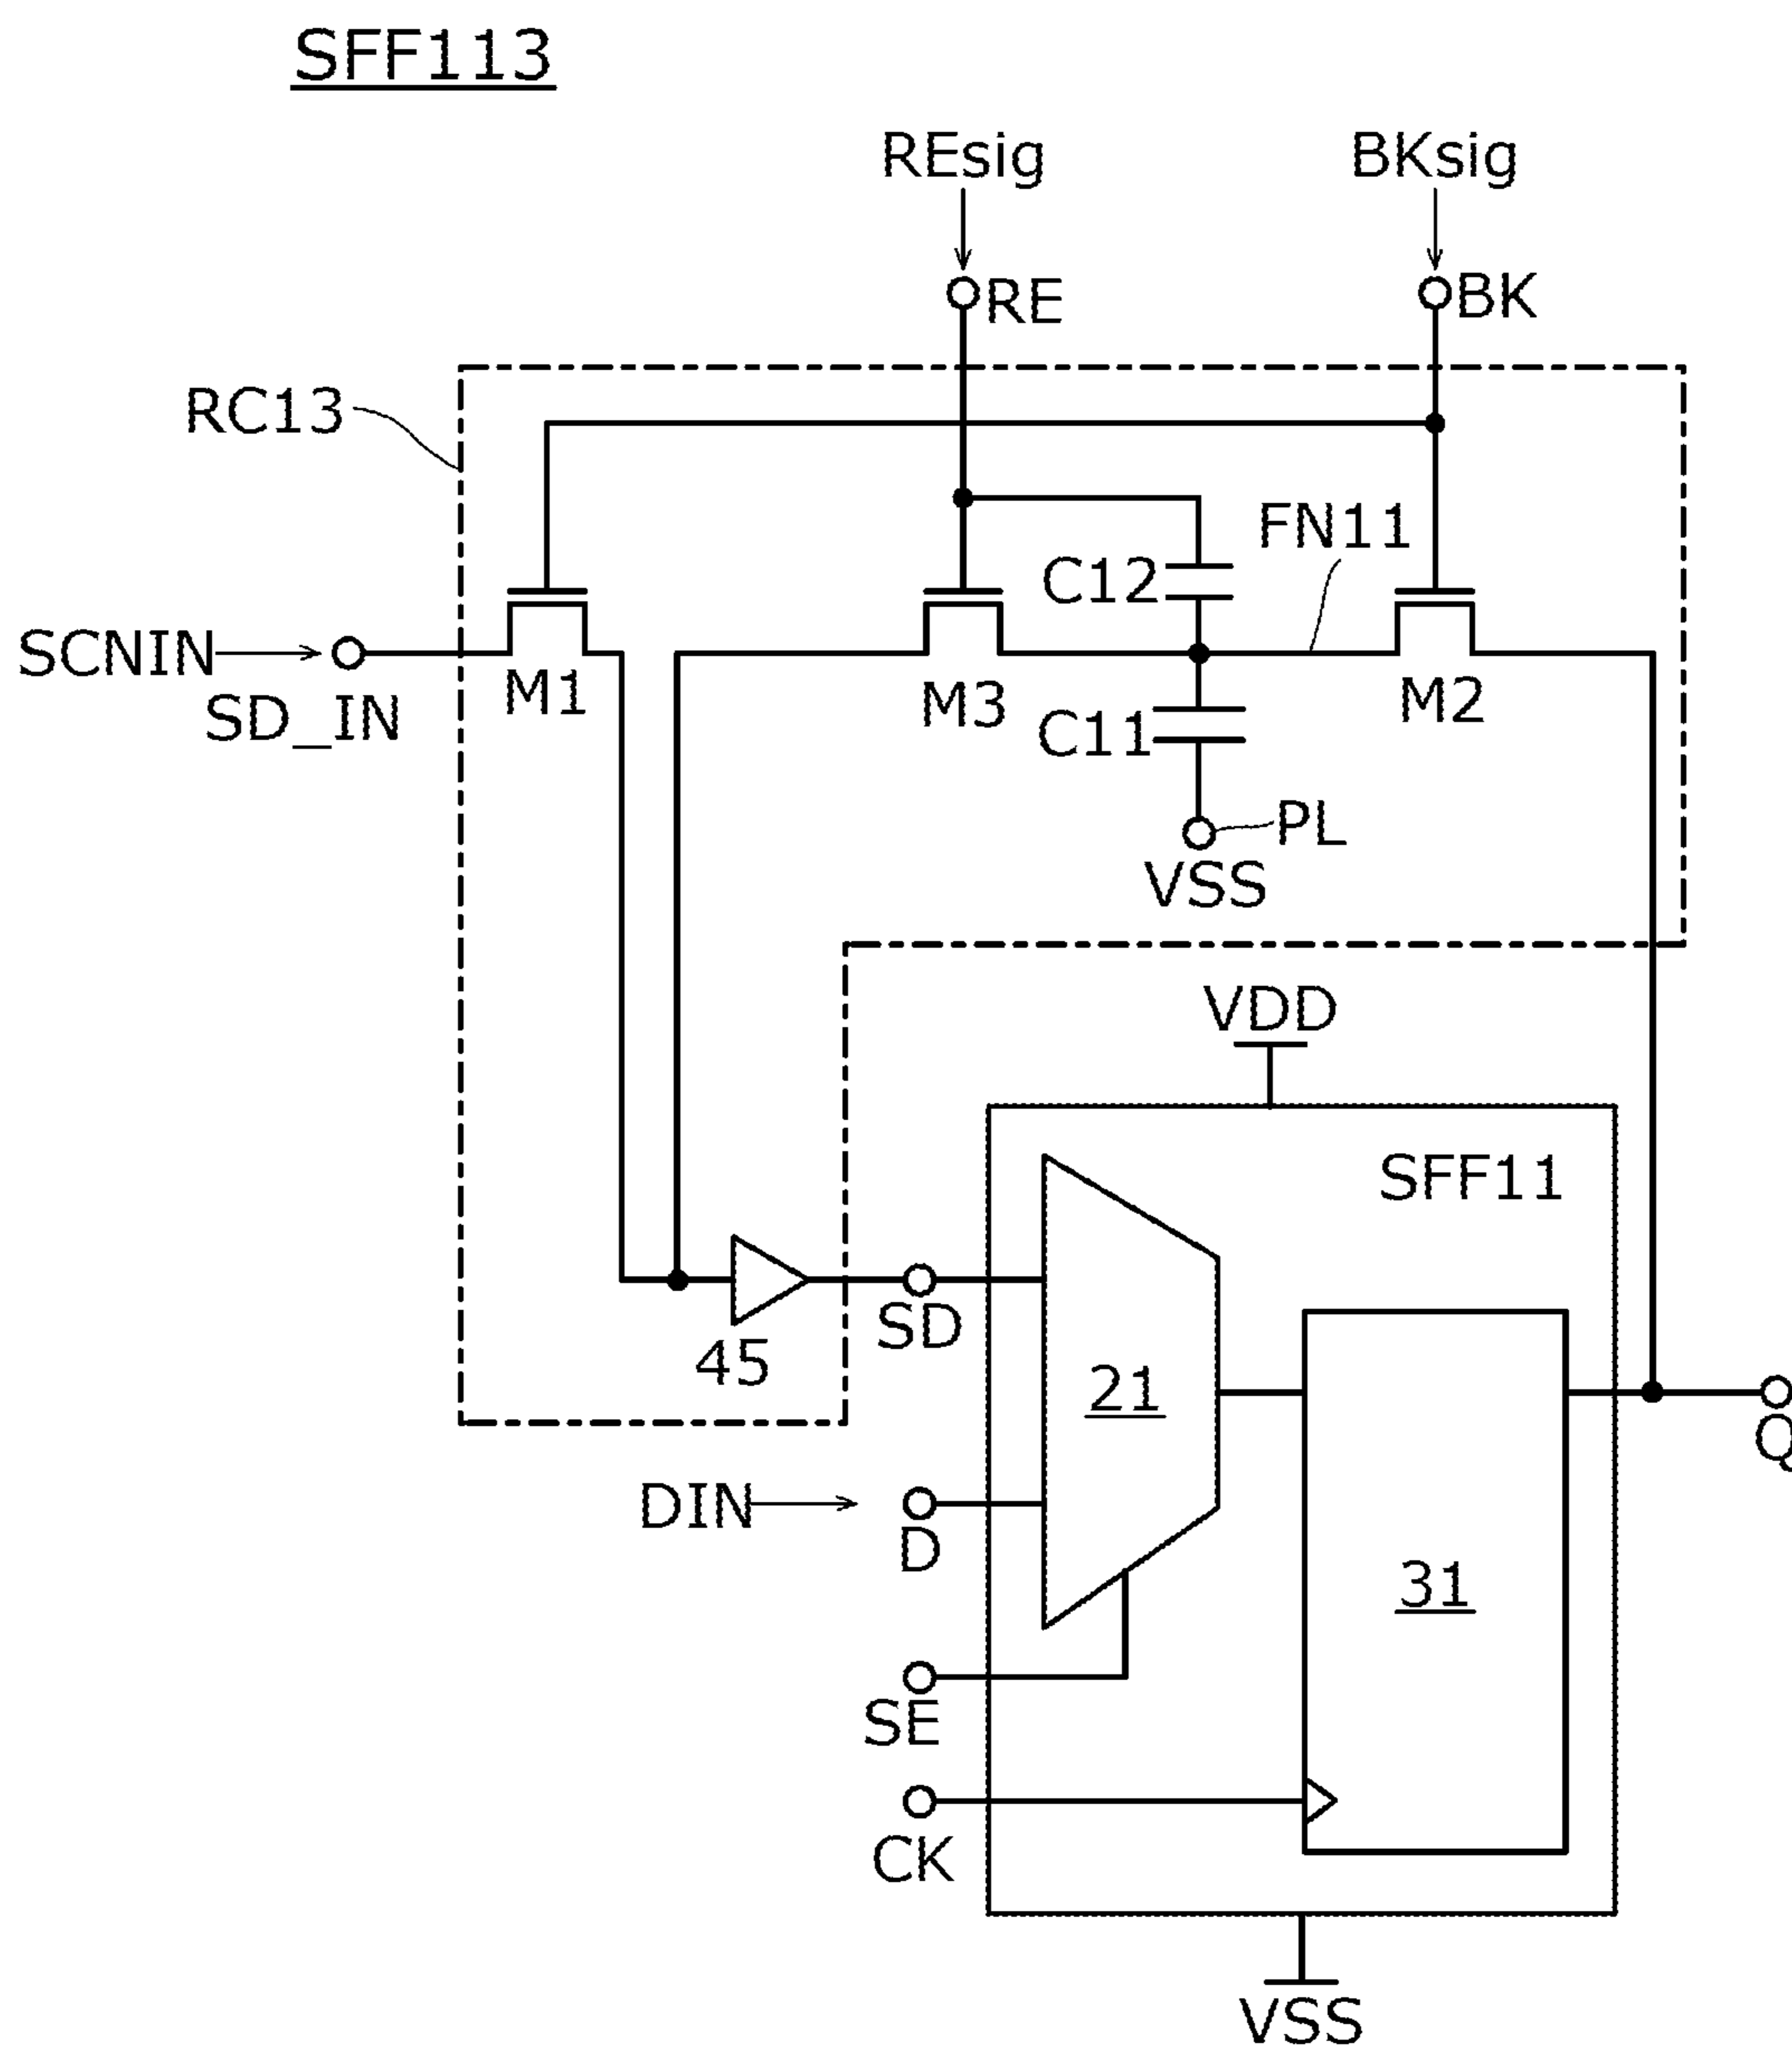 SFF113
REsig
BKsig
RE
BK
RC13
FN11
C12
SCNIN
SD_IN
M1
M3
M2
C11
PL
VSS
VDD
SFF11
SD
45
21
Q
DIN
D
31
SE
CK
VSS